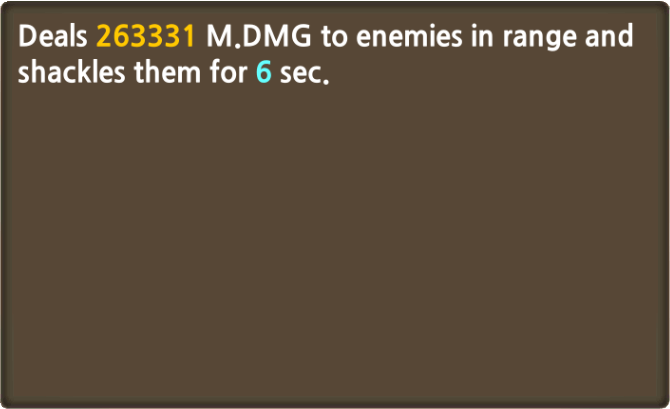 Deals 263331 M.DMG to enemies in range and
shackles them for 6 sec.